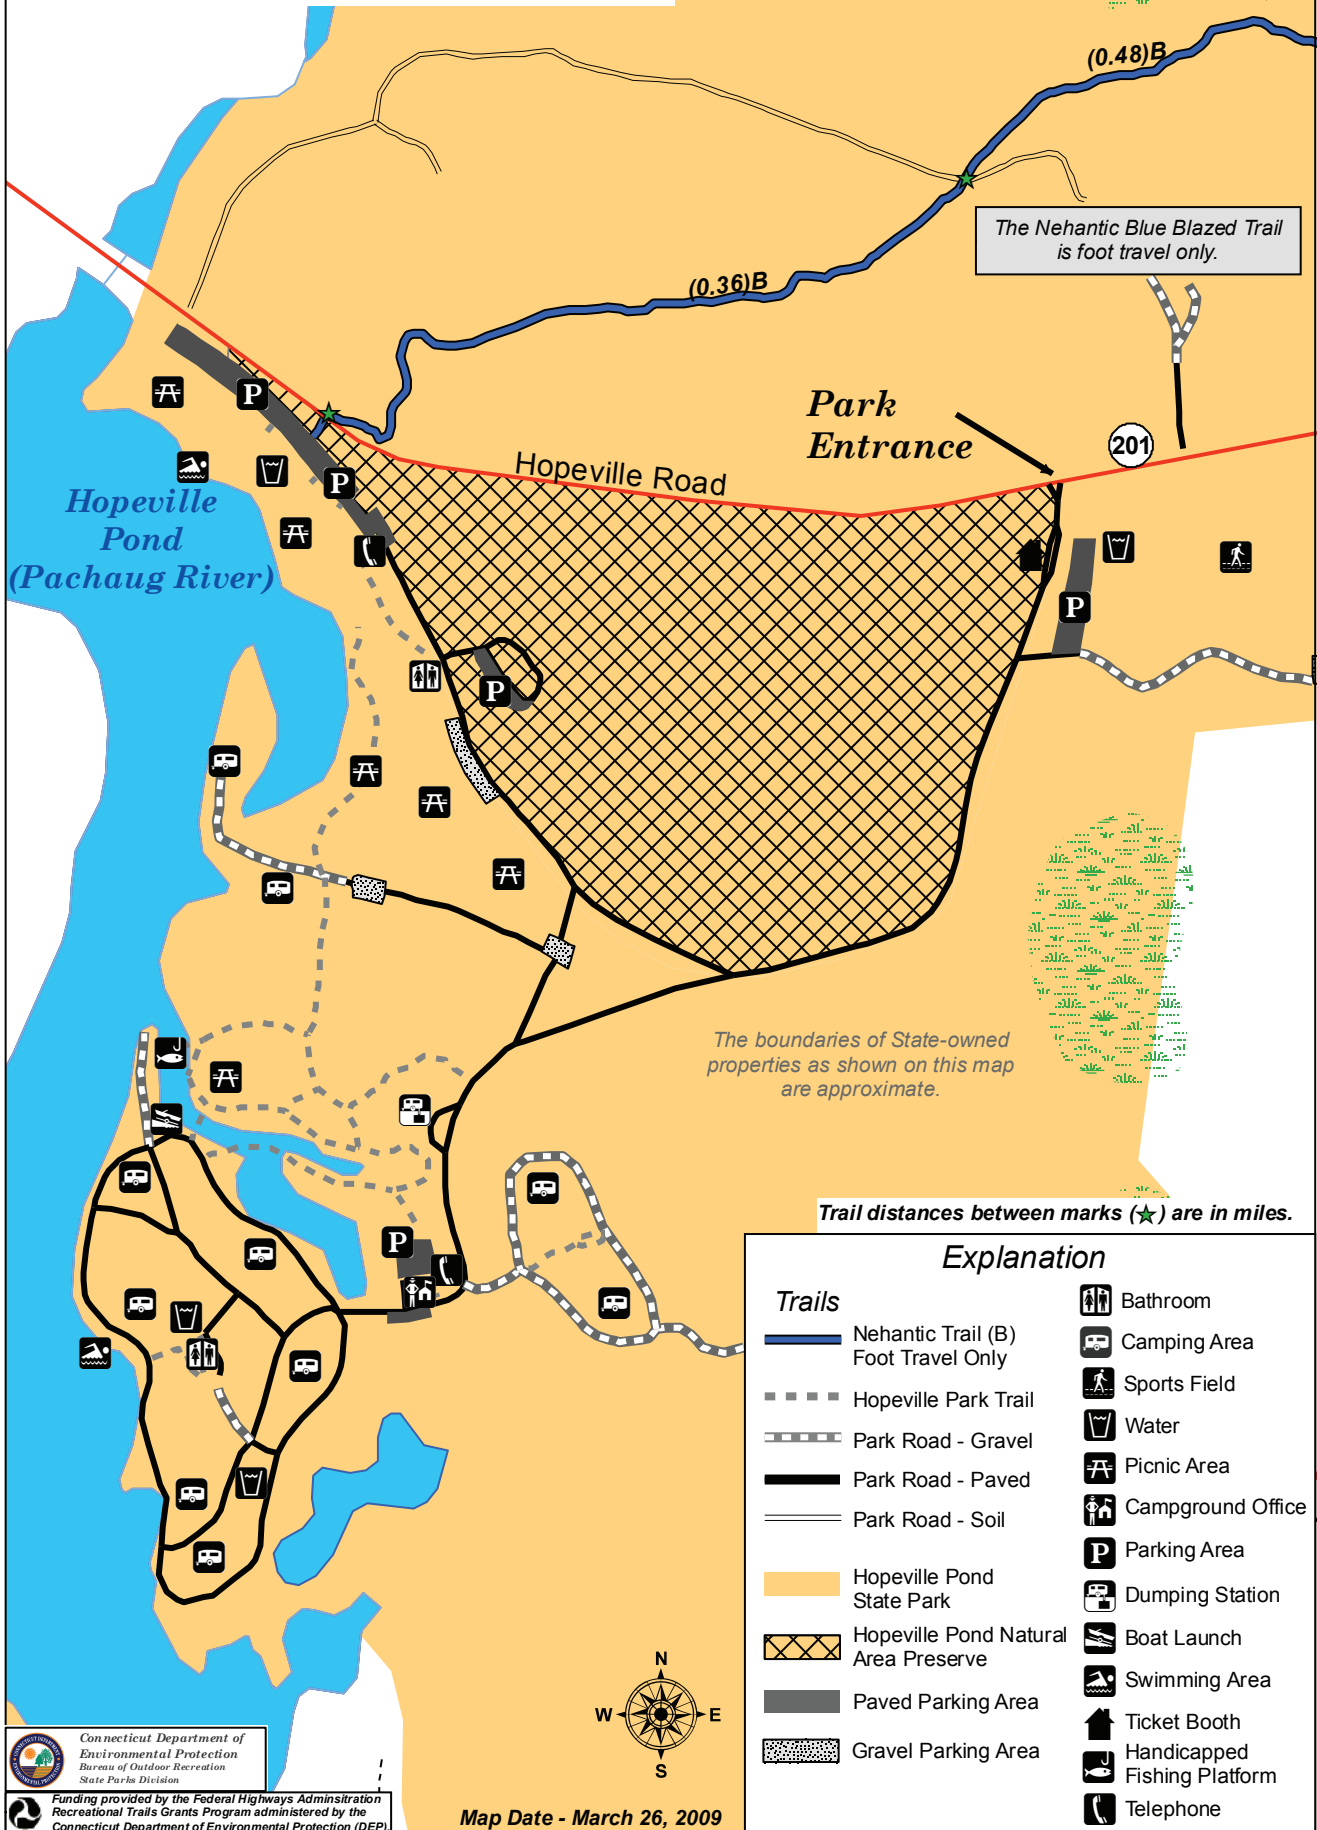 (0.48)B
The Nehantic Blue Blazed Trail
is foot travel only.
(0.36)B
Park
Entrance
201
Hopeville Road
P
P
Hopeville
Pond
(Pachaug River)
P
P
The boundaries of State-owned
properties as shown on this map
are approximate.
P
Trail distances between marks (☆) are in miles.
Explanation
Trails
Nehantic Trail (B)
Foot Travel Only
Hopeville Park Trail
Park Road - Gravel
Park Road - Paved
Park Road - Soil
Hopeville Pond
State Park
Hopeville Pond Natural
Area Preserve
Paved Parking Area
Gravel Parking Area
Bathroom
Camping Area
Sports Field
Water
Picnic Area
Campground Office
P Parking Area
Dumping Station
Boat Launch
Swimming Area
Ticket Booth
Handicapped
Fishing Platform
Telephone
N
W E
S
Connecticut Department of
Environmental Protection
Bureau of Outdoor Recreation
State Parks Division
Funding provided by the Federal Highways Adminsitration
Recreational Trails Grants Program administered by the
Connecticut Department of Environmental Protection (DEP).
Map Date - March 26, 2009